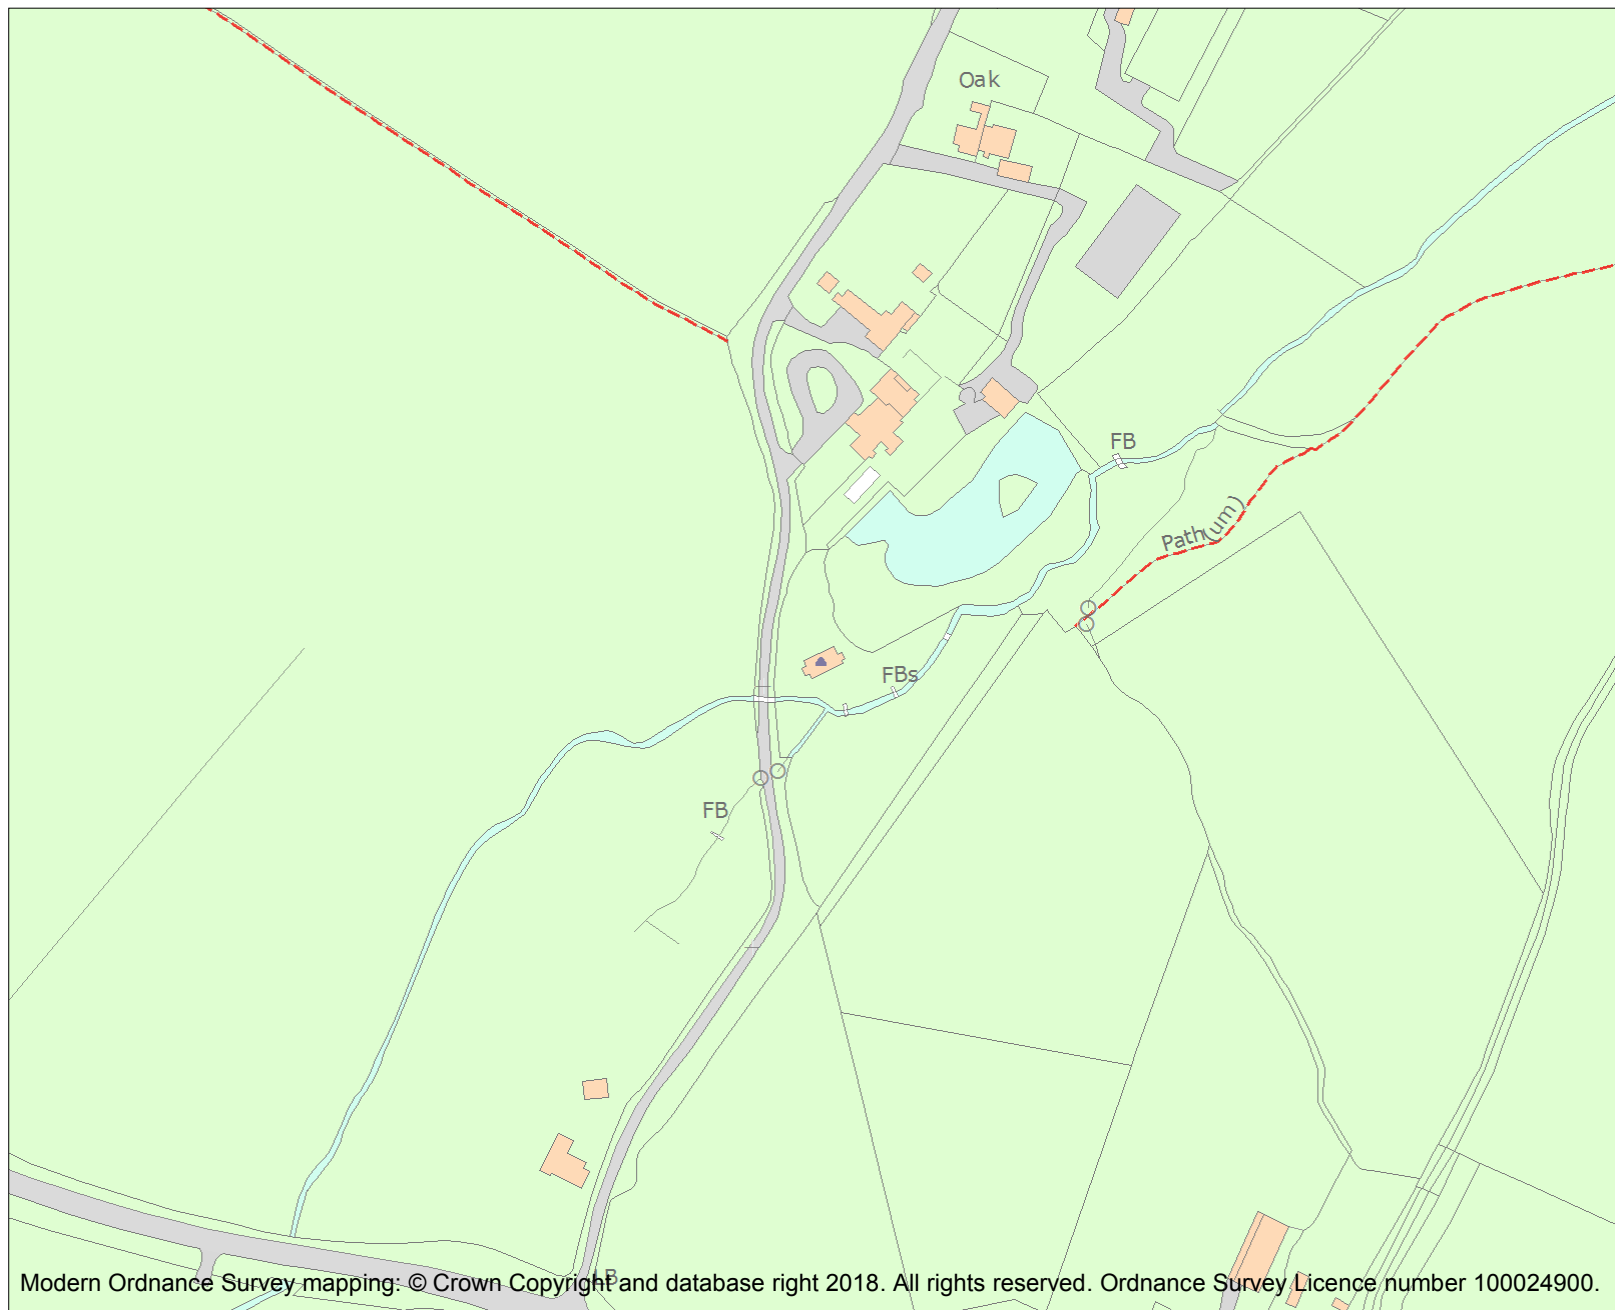 Oak
FB
Path(um)
FBs
FB
LB
Modern Ordnance Survey mapping: © Crown Copyright and database right 2018. All rights reserved. Ordnance Survey Licence number 100024900.